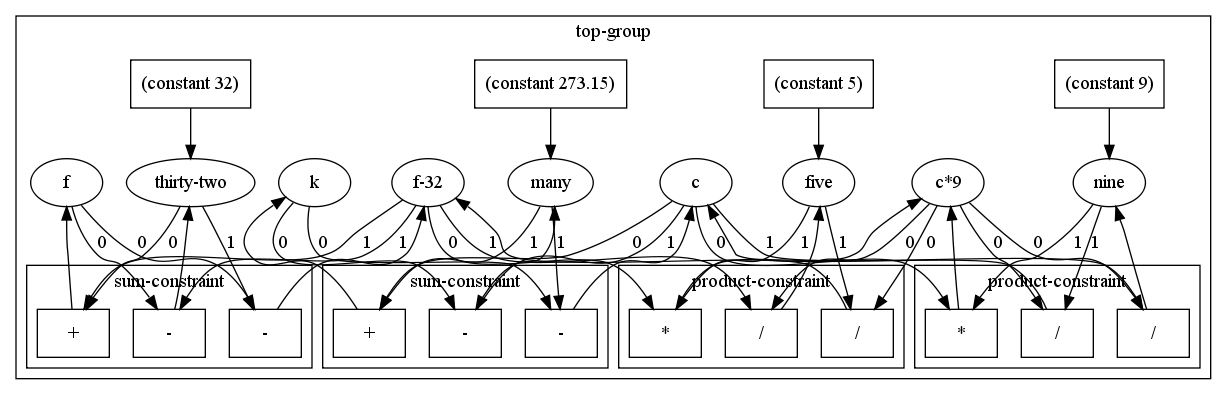 top-group
(constant 32)
(constant 273.15)
(constant 5)
(constant 9)
f
thirty-two
k
f-32
many
c
five
c*9
nine
0 0 0 1 0 0 1 1 0 1 1 1 0 1 0 1 1 1 0 0 0 0 1 1
sum-constraint
sum-constraint
product-constraint
product-constraint
+ - - + - - * / / * / /